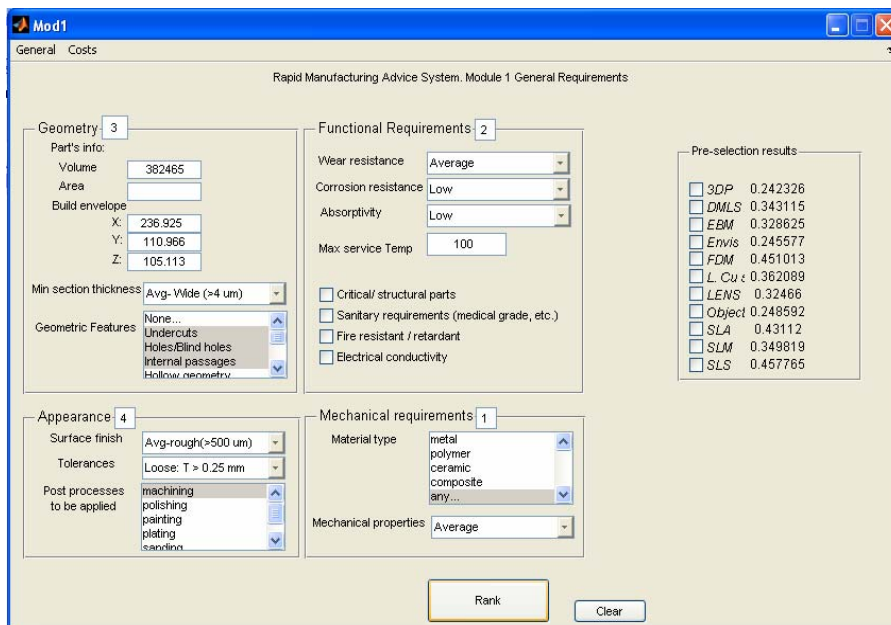 Mod1
General Costs
Rapid Manufacturing Advice System. Module 1 General Requirements
Geometry 3
Part's info:
Volume 382465
Area
Build envelope
X: 236.925
Y: 110.966
Z: 105.113
Min section thickness Avg- Wide (>4 um)
Geometric Features
None...
Undercuts
Holes/Blind holes
Internal passages
Hollow geometry
Functional Requirements 2
Wear resistance Average
Corrosion resistance Low
Absorptivity Low
Max service Temp 100
Critical/ structural parts
Sanitary requirements (medical grade, etc.)
Fire resistant / retardant
Electrical conductivity
Pre-selection results
3DP 0.242326
DMLS 0.343115
EBM 0.328625
Envis 0.245577
FDM 0.451013
L. Cu s 0.362089
LENS 0.32466
Object 0.248592
SLA 0.43112
SLM 0.349819
SLS 0.457765
Appearance 4
Surface finish Avg-rough(>500 um)
Tolerances Loose: T > 0.25 mm
Post processes
to be applied
machining
polishing
painting
plating
sanding
Mechanical requirements 1
Material type
metal
polymer
ceramic
composite
any...
Mechanical properties Average
Rank
Clear